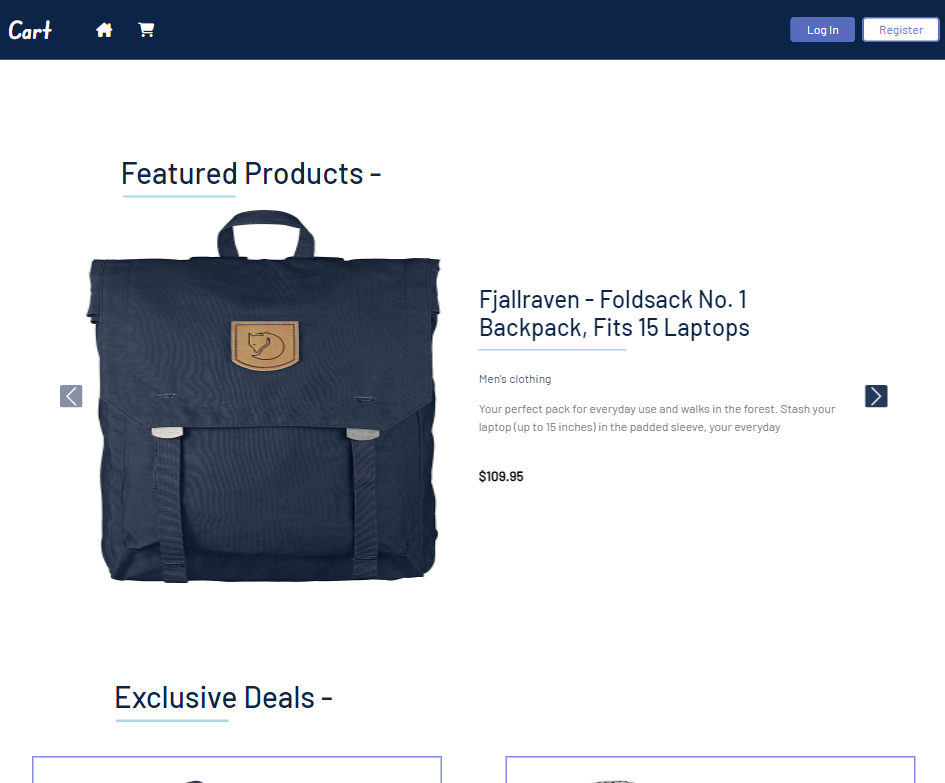 Cart
Log In
Register
Featured Products -
Fjallraven - Foldsack No. 1
Backpack, Fits 15 Laptops
Men's clothing
Your perfect pack for everyday use and walks in the forest. Stash your
laptop (up to 15 inches) in the padded sleeve, your everyday
$109.95
Exclusive Deals -